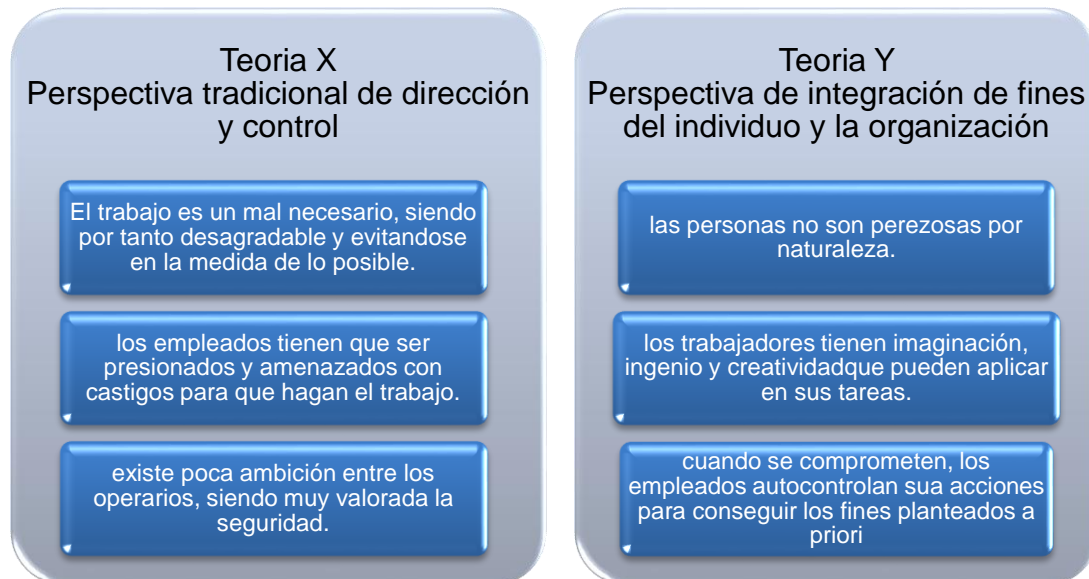 Teoria X
Perspectiva tradicional de dirección
y control
El trabajo es un mal necesario, siendo
por tanto desagradable y evitandose
en la medida de lo posible.
los empleados tienen que ser
presionados y amenazados con
castigos para que hagan el trabajo.
existe poca ambición entre los
operarios, siendo muy valorada la
seguridad.
Teoria Y
Perspectiva de integración de fines
del individuo y la organización
las personas no son perezosas por
naturaleza.
los trabajadores tienen imaginación,
ingenio y creatividadque pueden aplicar
en sus tareas.
cuando se comprometen, los
empleados autocontrolan sua acciones
para conseguir los fines planteados a
priori